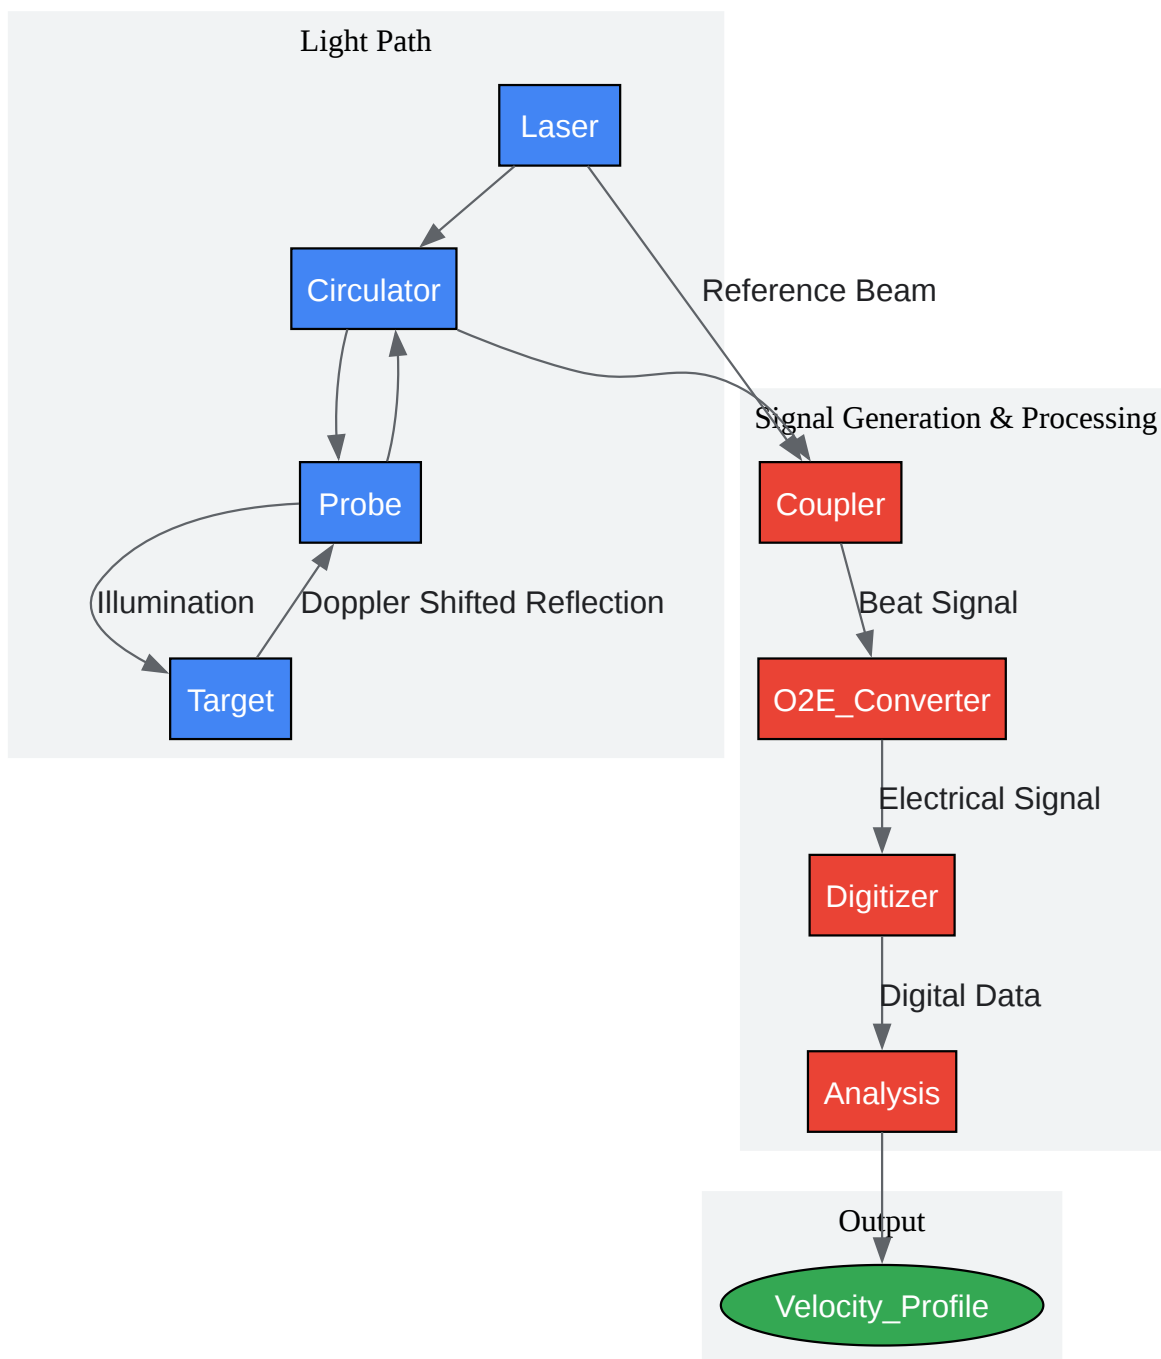 Light Path
Laser
Circulator
Reference Beam
Signal Generation & Processing
Probe
Coupler
Illumination
Doppler Shifted Reflection
Beat Signal
Target
O2E_Converter
Electrical Signal
Digitizer
Digital Data
Analysis
Output
Velocity_Profile